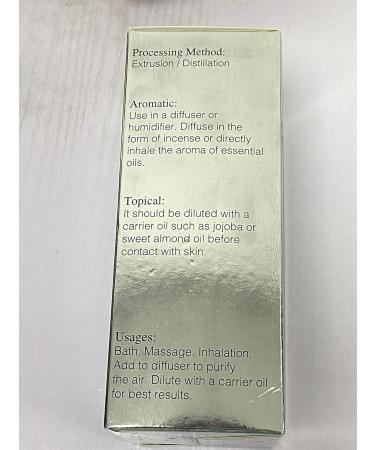 Processing Method:
Extrusion / Distillation
Aromatic:
Use in a diffuser or
humidifier. Diffuse in the
form of incense or directly
inhale the aroma of essential
oils.
Topical:
It should be diluted with a
carrier oil such as jojoba or
sweet almond oil before
contact with skin.
Usages:
Bath, Massage, Inhalation,
Add to diffuser to purify
the air. Dilute with a carrier oil
for best results.